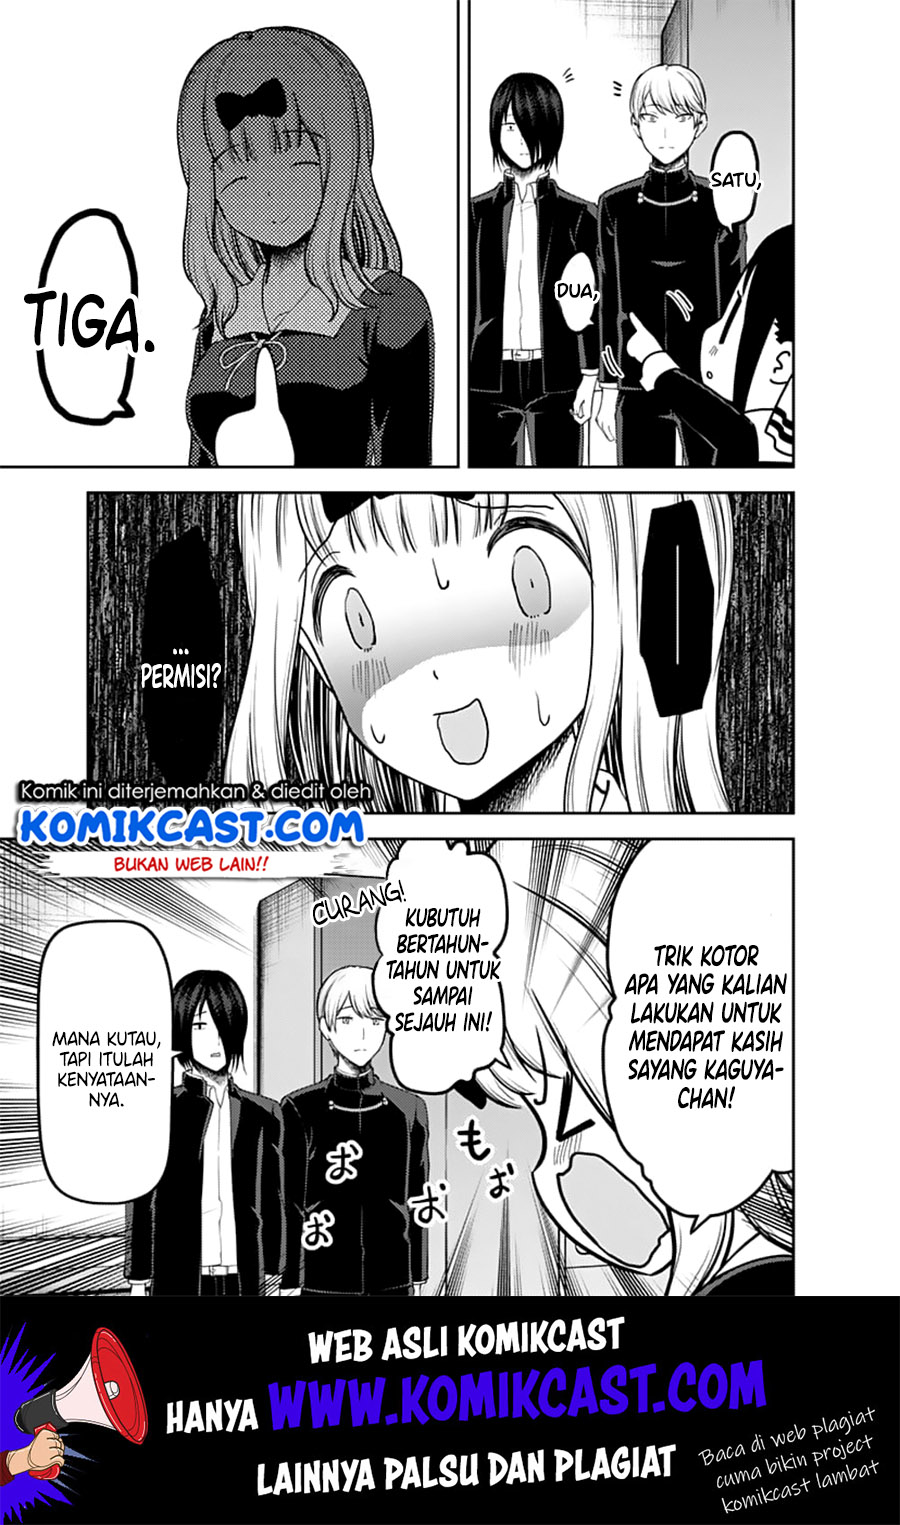 SATU,
DUA,
TIGA.
...
PERMISI?
Komik ini diterjemahkan & diedit oleh
KOMIKCAST.COM
BUKAN WEB LAIN!!
TRIK KOTOR
APA YANG KALIAN
LAKUKAN UNTUK
MENDAPAT KASIH
SAYANG KAGUYA-
CHAN!
CURANG!
KUBUTUH
BERTAHUN-
TAHUN UNTUK
SAMPAI
SEJAUH INI!
MANA KUTAU,
TAPI ITULAH
KENYATAAN-
NYA.
もぉ
おおお
WEB ASLI KOMIKCAST
HANYA WWW.KOMIKCAST.COM
LAINNYA PALSU DAN PLAGIAT
Baca di web plagiat
cuma bikin project
komikcast lambat